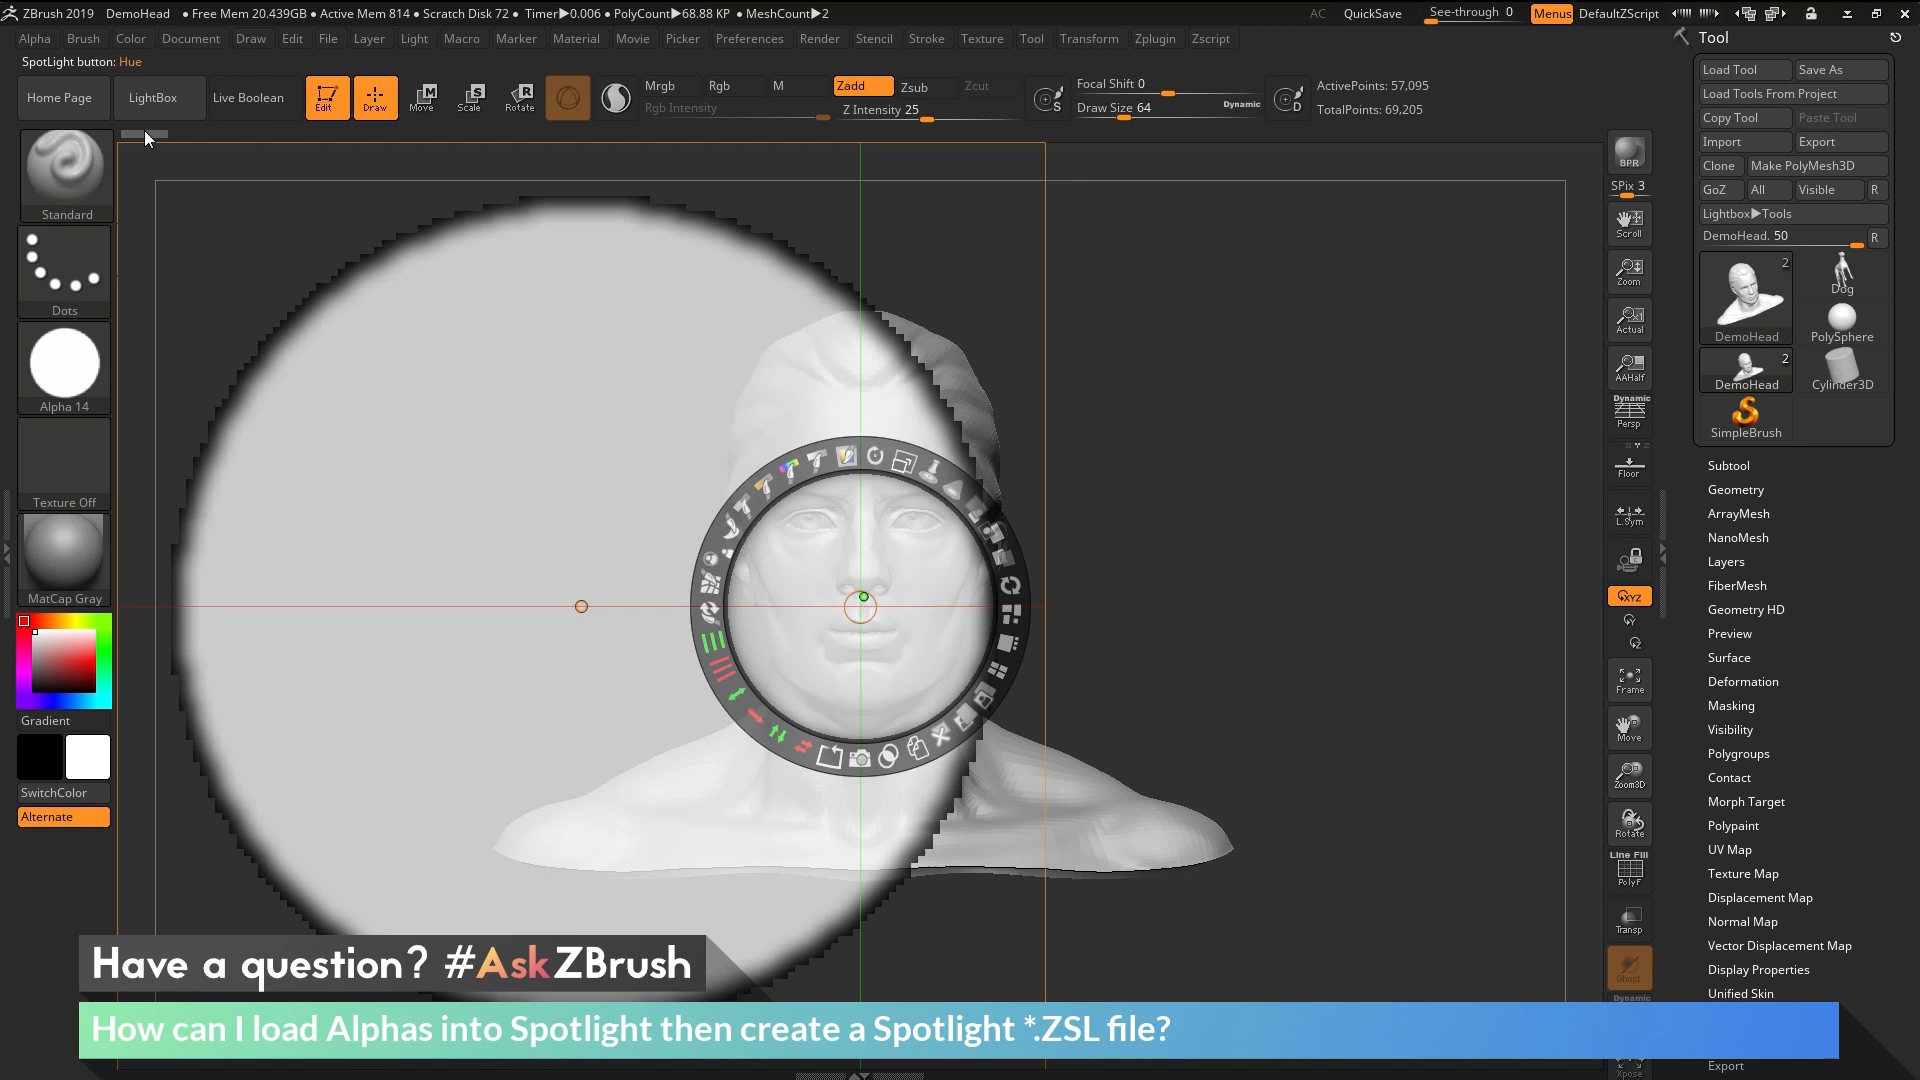 ZBrush 2019 DemoHead • Free Mem 20.439GB • Active Mem 814 • Scratch Disk 72 • Timer▶0.006 • PolyCount▶68.88 KP • MeshCount▶2 AC QuickSave See-through 0 Menus DefaultZScript
Alpha Brush Color Document Draw Edit File Layer Light Macro Marker Material Movie Picker Preferences Render Stencil Stroke Texture Tool Transform Zplugin Zscript Tool
SpotLight button: Hue
Home Page LightBox Live Boolean Edit Draw Move Scale Rotate Mrgb Rgb M Zadd Zsub Zcut Focal Shift 0 ActivePoints: 57,095
Rgb Intensity Z Intensity 25 Draw Size 64 Dynamic TotalPoints: 69,205
M
S
R
S
D
Standard
Dots
Alpha 14
Texture Off
MatCap Gray
Gradient
SwitchColor
Alternate
BPR
SPix 3
Scroll
Zoom
Actual
AAHalf
Dynamic
Persp
Floor
L.Sym
XYZ
Y
Z
Frame
Move
Zoom3D
Rotate
Line Fill
PolyF
Transp
Ghost
Dynamic
Xpose
Load Tool Save As
Load Tools From Project
Copy Tool Paste Tool
Import Export
Clone Make PolyMesh3D
GoZ All Visible R
Lightbox▶Tools
DemoHead. 50 R
2
Dog
DemoHead PolySphere
2
DemoHead Cylinder3D
SimpleBrush
Subtool
Geometry
ArrayMesh
NanoMesh
Layers
FiberMesh
Geometry HD
Preview
Surface
Deformation
Masking
Visibility
Polygroups
Contact
Morph Target
Polypaint
UV Map
Texture Map
Displacement Map
Normal Map
Vector Displacement Map
Display Properties
Unified Skin
Export
Have a question? #AskZBrush
How can I load Alphas into Spotlight then create a Spotlight *.ZSL file?